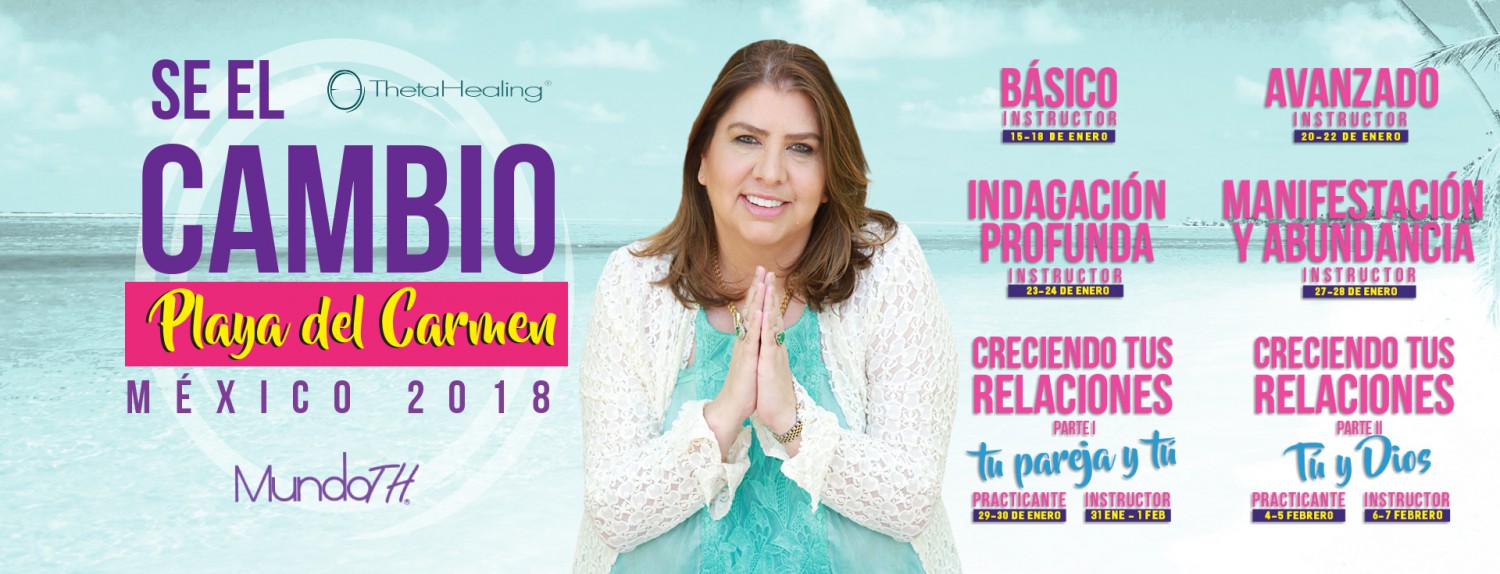 SE EL
ThetaHealing®
CAMBIO
Playa del Carmen
MÉXICO 2018
MundoTH®
BÁSICO
INSTRUCTOR
15-18 DE ENERO
AVANZADO
INSTRUCTOR
20-22 DE ENERO
INDAGACIÓN
PROFUNDA
INSTRUCTOR
23-24 DE ENERO
MANIFESTACIÓN
Y ABUNDANCIA
INSTRUCTOR
27-28 DE ENERO
CRECIENDO TUS
RELACIONES
PARTE I
tu pareja y tú
PRACTICANTE
29-30 DE ENERO
INSTRUCTOR
31 ENE - 1 FEB
CRECIENDO TUS
RELACIONES
PARTE II
Tú y Dios
PRACTICANTE
4-5 FEBRERO
INSTRUCTOR
6-7 FEBRERO